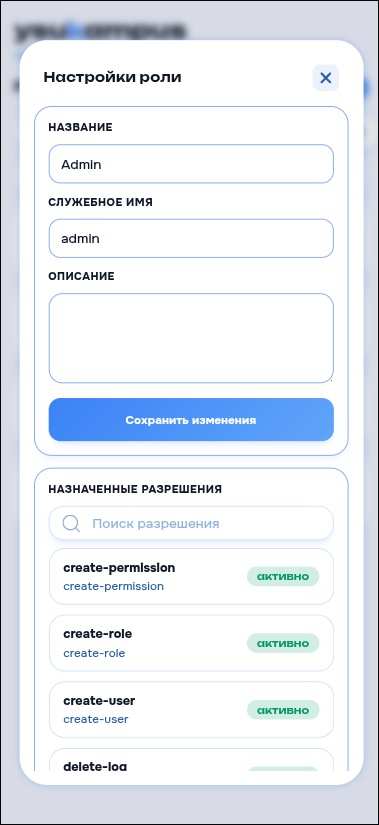 Настройки роли
НАЗВАНИЕ
Admin
СЛУЖЕБНОЕ ИМЯ
admin
ОПИСАНИЕ
Сохранить изменения
НАЗНАЧЕННЫЕ РАЗРЕШЕНИЯ
Поиск разрешения
create-permission
активно
create-permission
create-role
активно
create-role
create-user
активно
create-user
delete-log